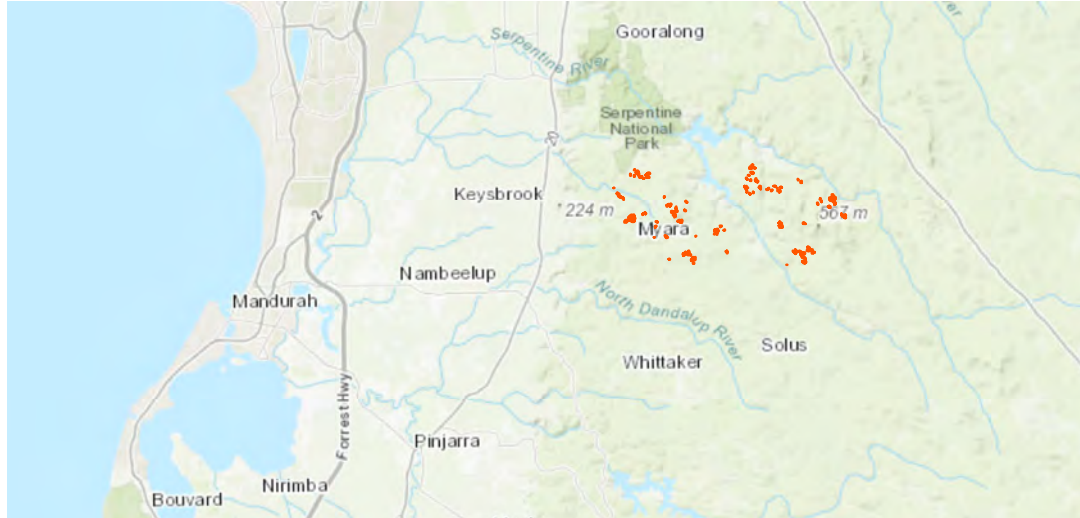 Gooralong
Serpentine River
er
Serpentine
National
Park
20
Keysbrook
224 m
567 m
2
Myara
Nambeelup
North Dandalup River
Mandurah
Solus
Whittaker
Forrest Hwy
Pinjarra
Nirimba
Bouvard